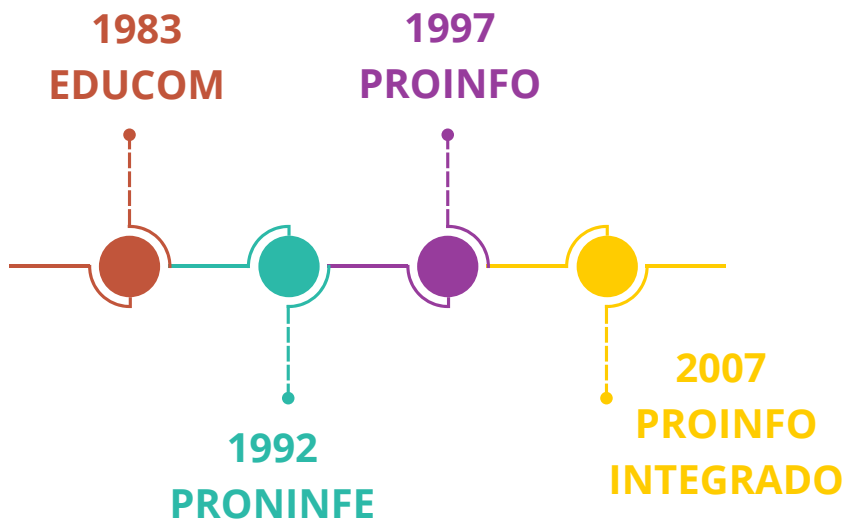 1983
EDUCOM
1992
PRONINFE
1997
PROINFO
2007
PROINFO
INTEGRADO